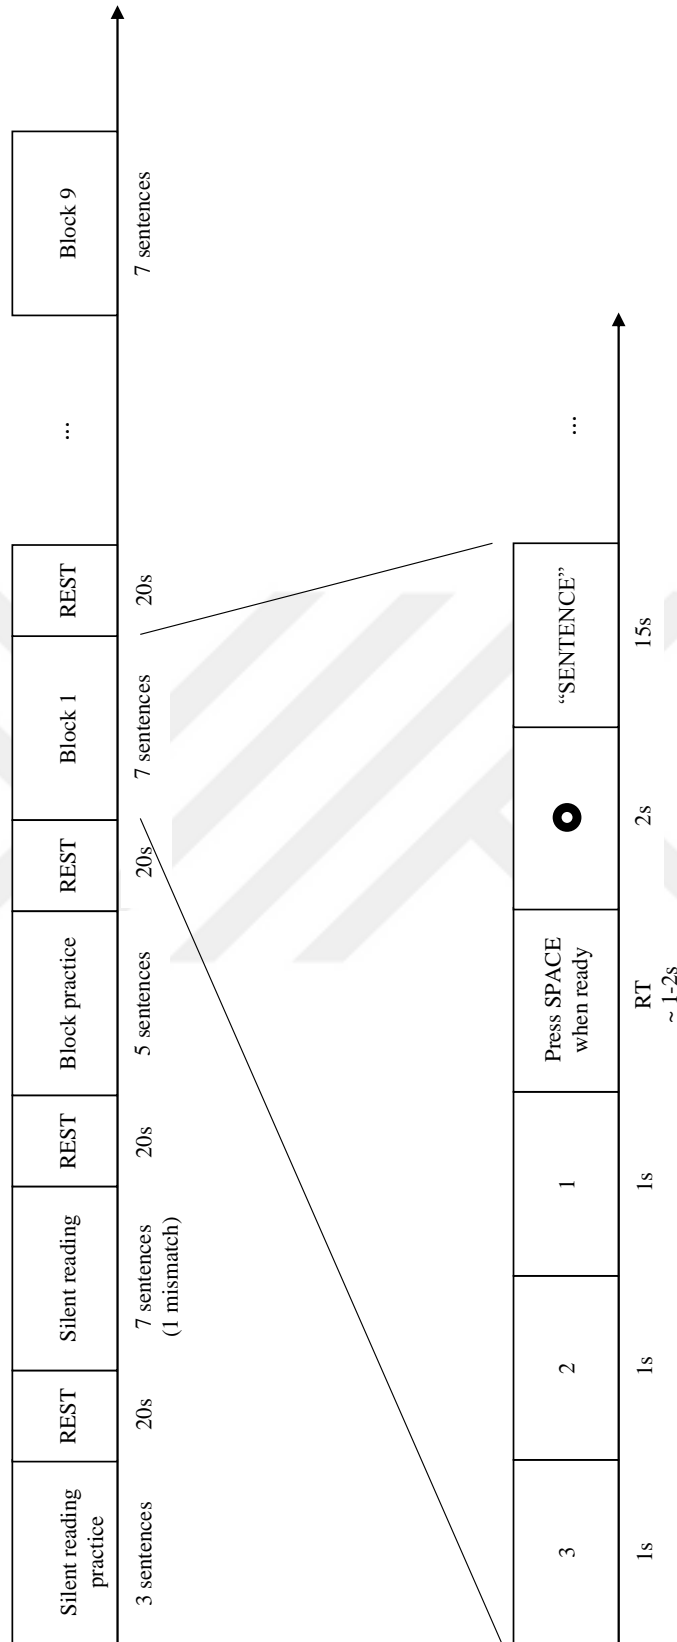 Silent reading
practice
REST
Silent reading
REST
Block practice
REST
Block 1
REST
...
Block 9
3 sentences
20s
7 sentences
(1 mismatch)
20s
5 sentences
20s
7 sentences
20s
7 sentences
3
2
1
Press SPACE
when ready
“SENTENCE”
...
1s
1s
1s
RT
~ 1-2s
2s
15s